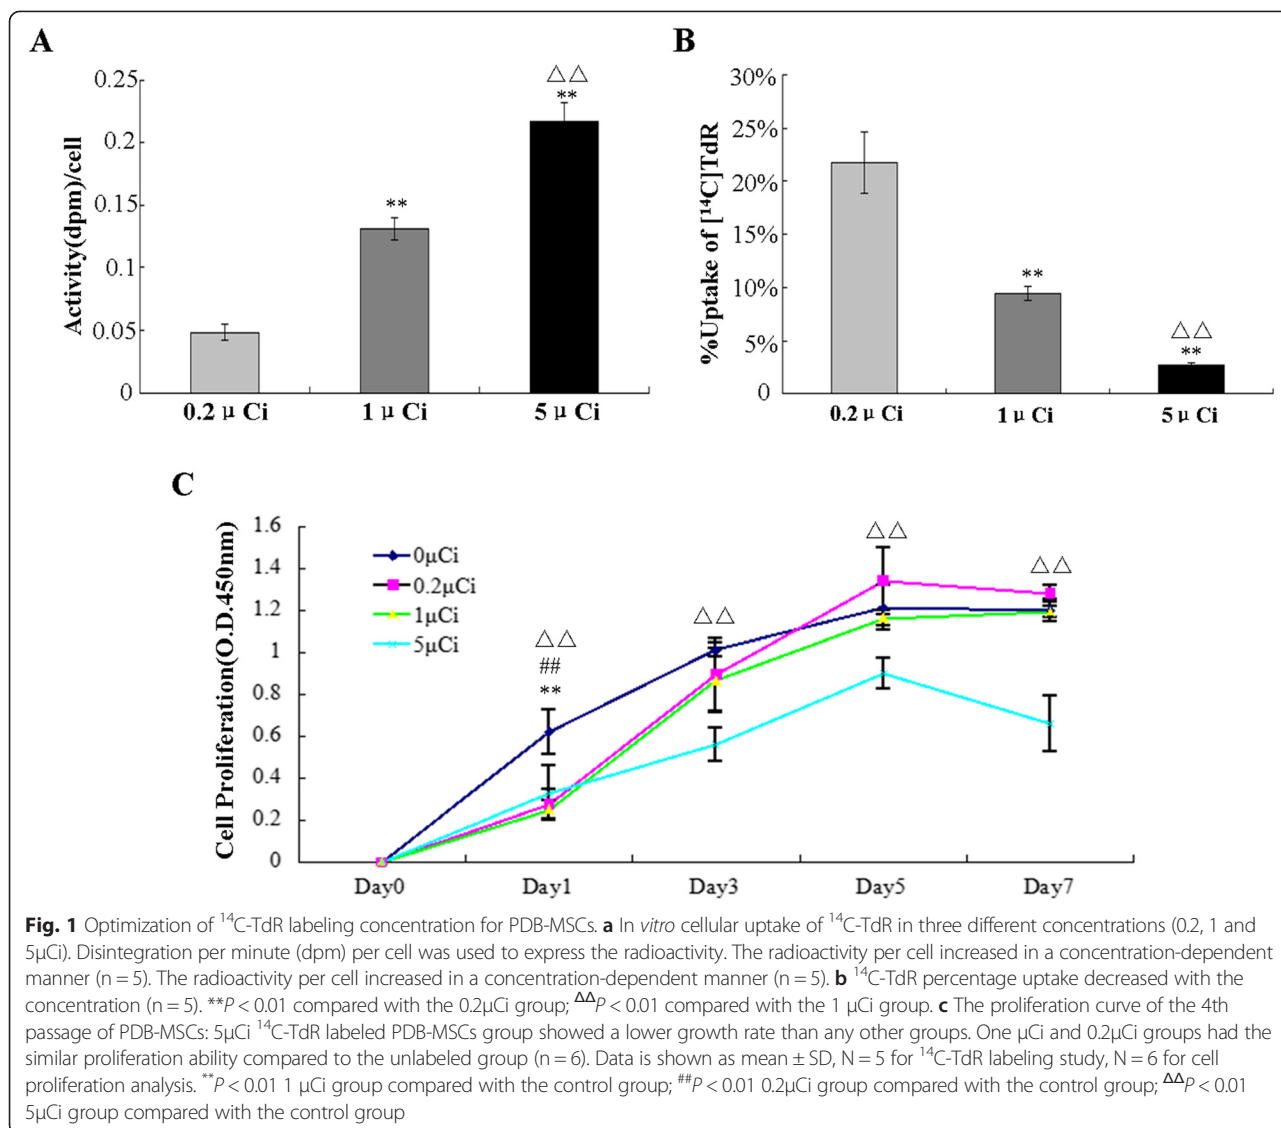 A
Activity(dpm)/cell
0.25
0.2
0.15
0.1
0.05
0
**
△△
**
0.2 μ Ci
1 μ Ci
5 μ Ci
B
%Uptake of [¹⁴C]TdR
30%
25%
20%
15%
10%
5%
0
**
△△
**
0.2 μ Ci
1 μ Ci
5 μ Ci
C
Cell Proliferation(O.D.450nm)
1.6
1.4
1.2
1
0.8
0.6
0.4
0.2
0
0μCi
0.2μCi
1μCi
5μCi
△△
##
**
△△
△△
△△
Day0
Day1
Day3
Day5
Day7
Fig. 1 Optimization of ¹⁴C-TdR labeling concentration for PDB-MSCs. a In vitro cellular uptake of ¹⁴C-TdR in three different concentrations (0.2, 1 and
5μCi). Disintegration per minute (dpm) per cell was used to express the radioactivity. The radioactivity per cell increased in a concentration-dependent
manner (n = 5). The radioactivity per cell increased in a concentration-dependent manner (n = 5). b ¹⁴C-TdR percentage uptake decreased with the
concentration (n = 5). **P < 0.01 compared with the 0.2μCi group; ΔΔP < 0.01 compared with the 1 μCi group. c The proliferation curve of the 4th
passage of PDB-MSCs: 5μCi ¹⁴C-TdR labeled PDB-MSCs group showed a lower growth rate than any other groups. One μCi and 0.2μCi groups had the
similar proliferation ability compared to the unlabeled group (n = 6). Data is shown as mean ± SD, N = 5 for ¹⁴C-TdR labeling study, N = 6 for cell
proliferation analysis. **P < 0.01 1 μCi group compared with the control group; ##P < 0.01 0.2μCi group compared with the control group; ΔΔP < 0.01
5μCi group compared with the control group